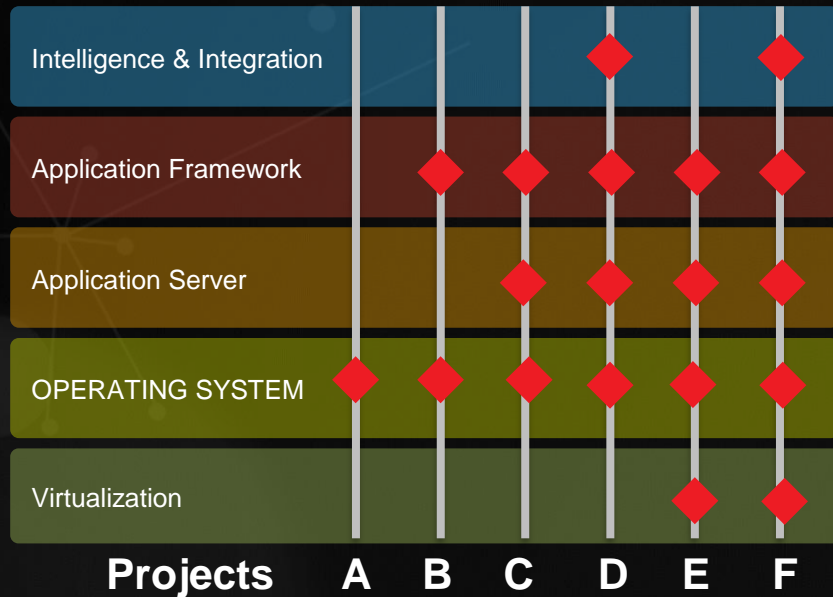 Intelligence & Integration
Application Framework
Application Server
OPERATING SYSTEM
Virtualization
Projects A B C D E F